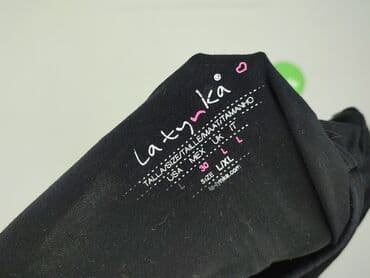 Latynka
TALLA/SIZE/TAILLE/MAAT/TAMANHO
USA MEX UK IT
L 30 L L
SIZE L/XL